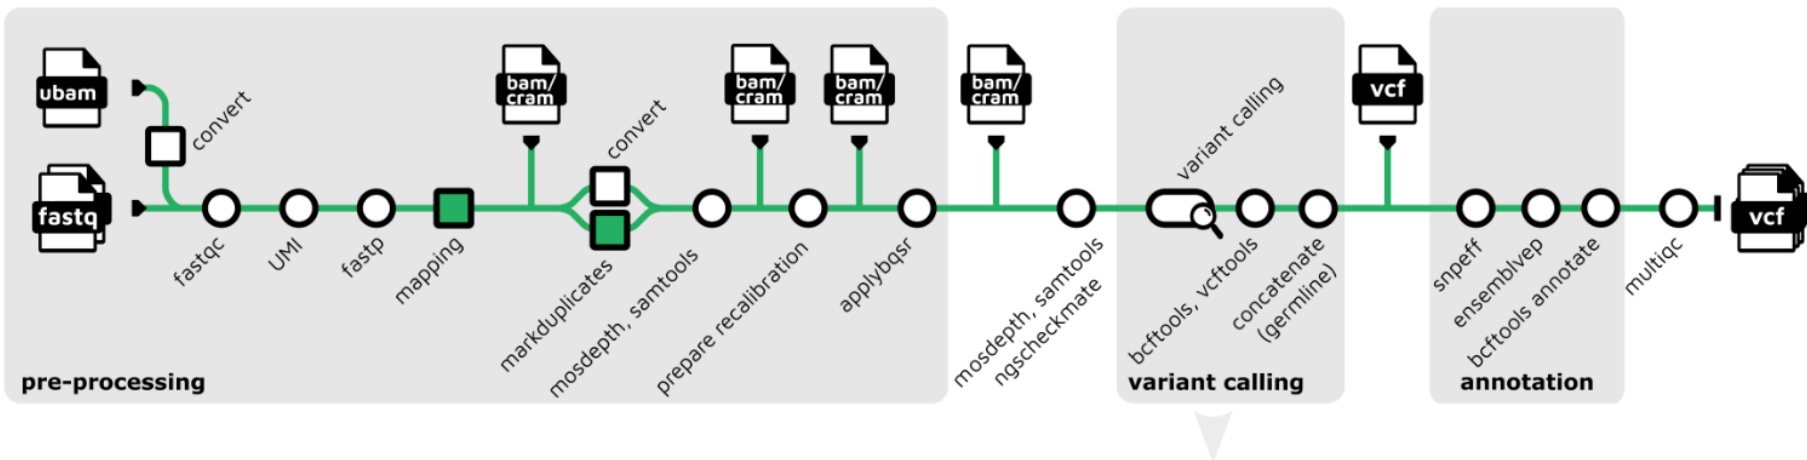 ubam
convert
fastq
fastqc
UMI
fastp
mapping
bam/
cram
convert
markduplicates
mosdepth, samtools
bam/
cram
prepare recalibration
bam/
cram
applybqsr
pre-processing
bam/
cram
mosdepth, samtools
ngscheckmate
variant calling
bcftools, vcftools
concatenate
(germline)
variant calling
vcf
snpeff
ensemblvep
bcftools annotate
annotation
multiqc
vcf